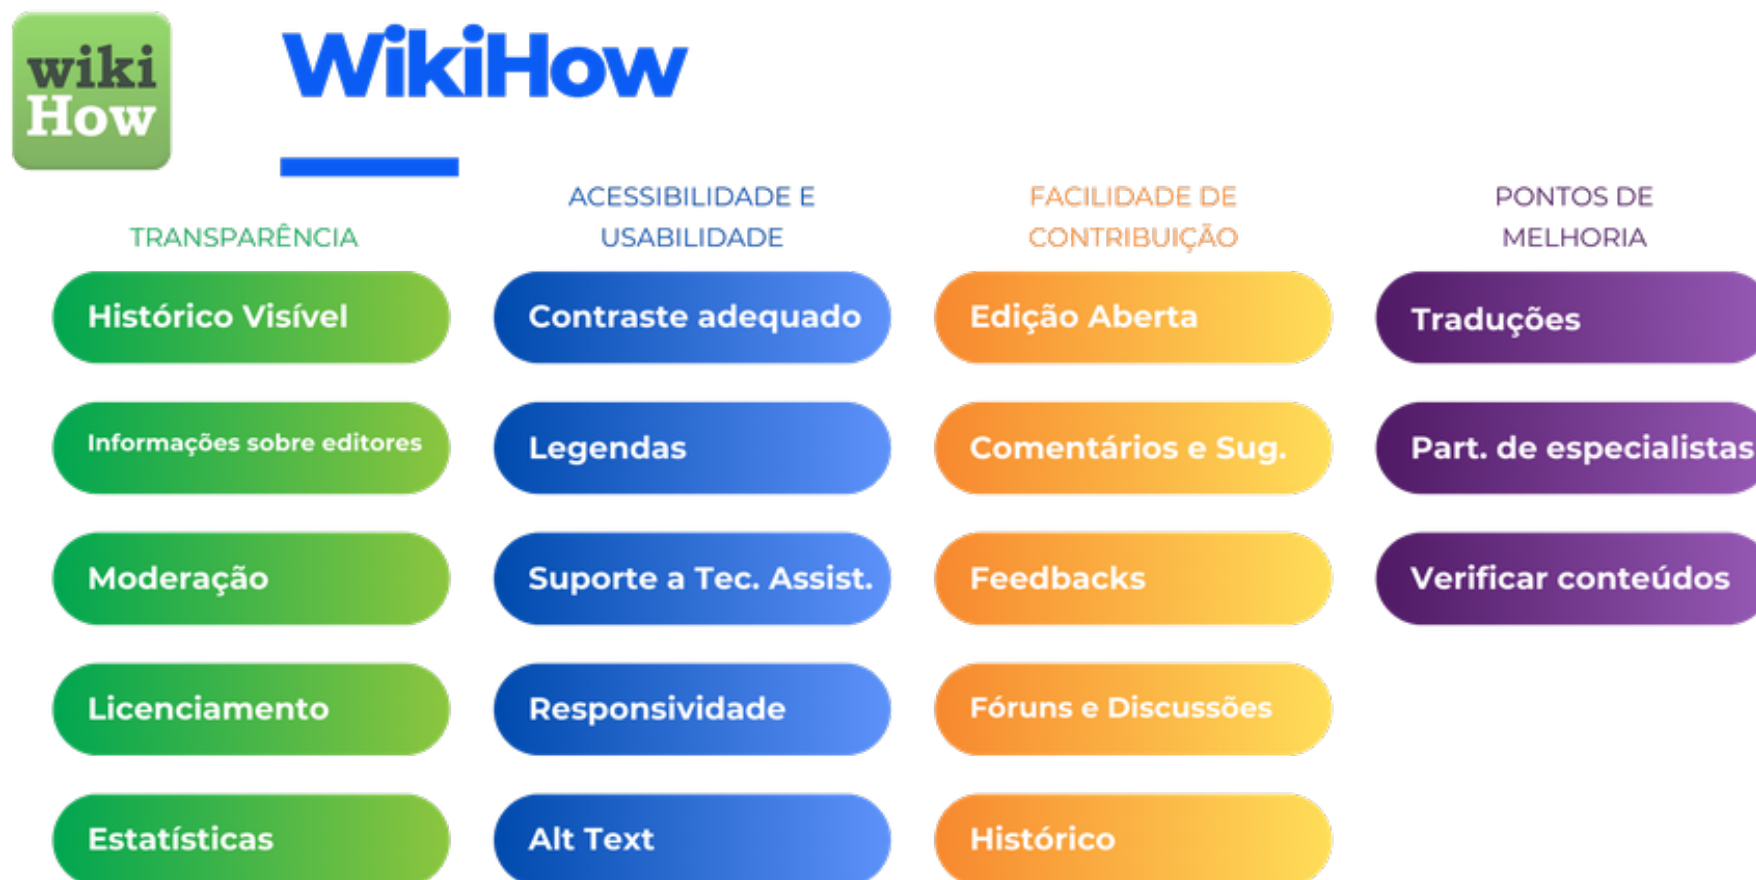 wiki
How
WikiHow
TRANSPARÊNCIA
Histórico Visível
Informações sobre editores
Moderação
Licenciamento
Estatísticas
ACESSIBILIDADE E
USABILIDADE
Contraste adequado
Legendas
Suporte a Tec. Assist.
Responsividade
Alt Text
FACILIDADE DE
CONTRIBUIÇÃO
Edição Aberta
Comentários e Sug.
Feedbacks
Fóruns e Discussões
Histórico
PONTOS DE
MELHORIA
Traduções
Part. de especialistas
Verificar conteúdos